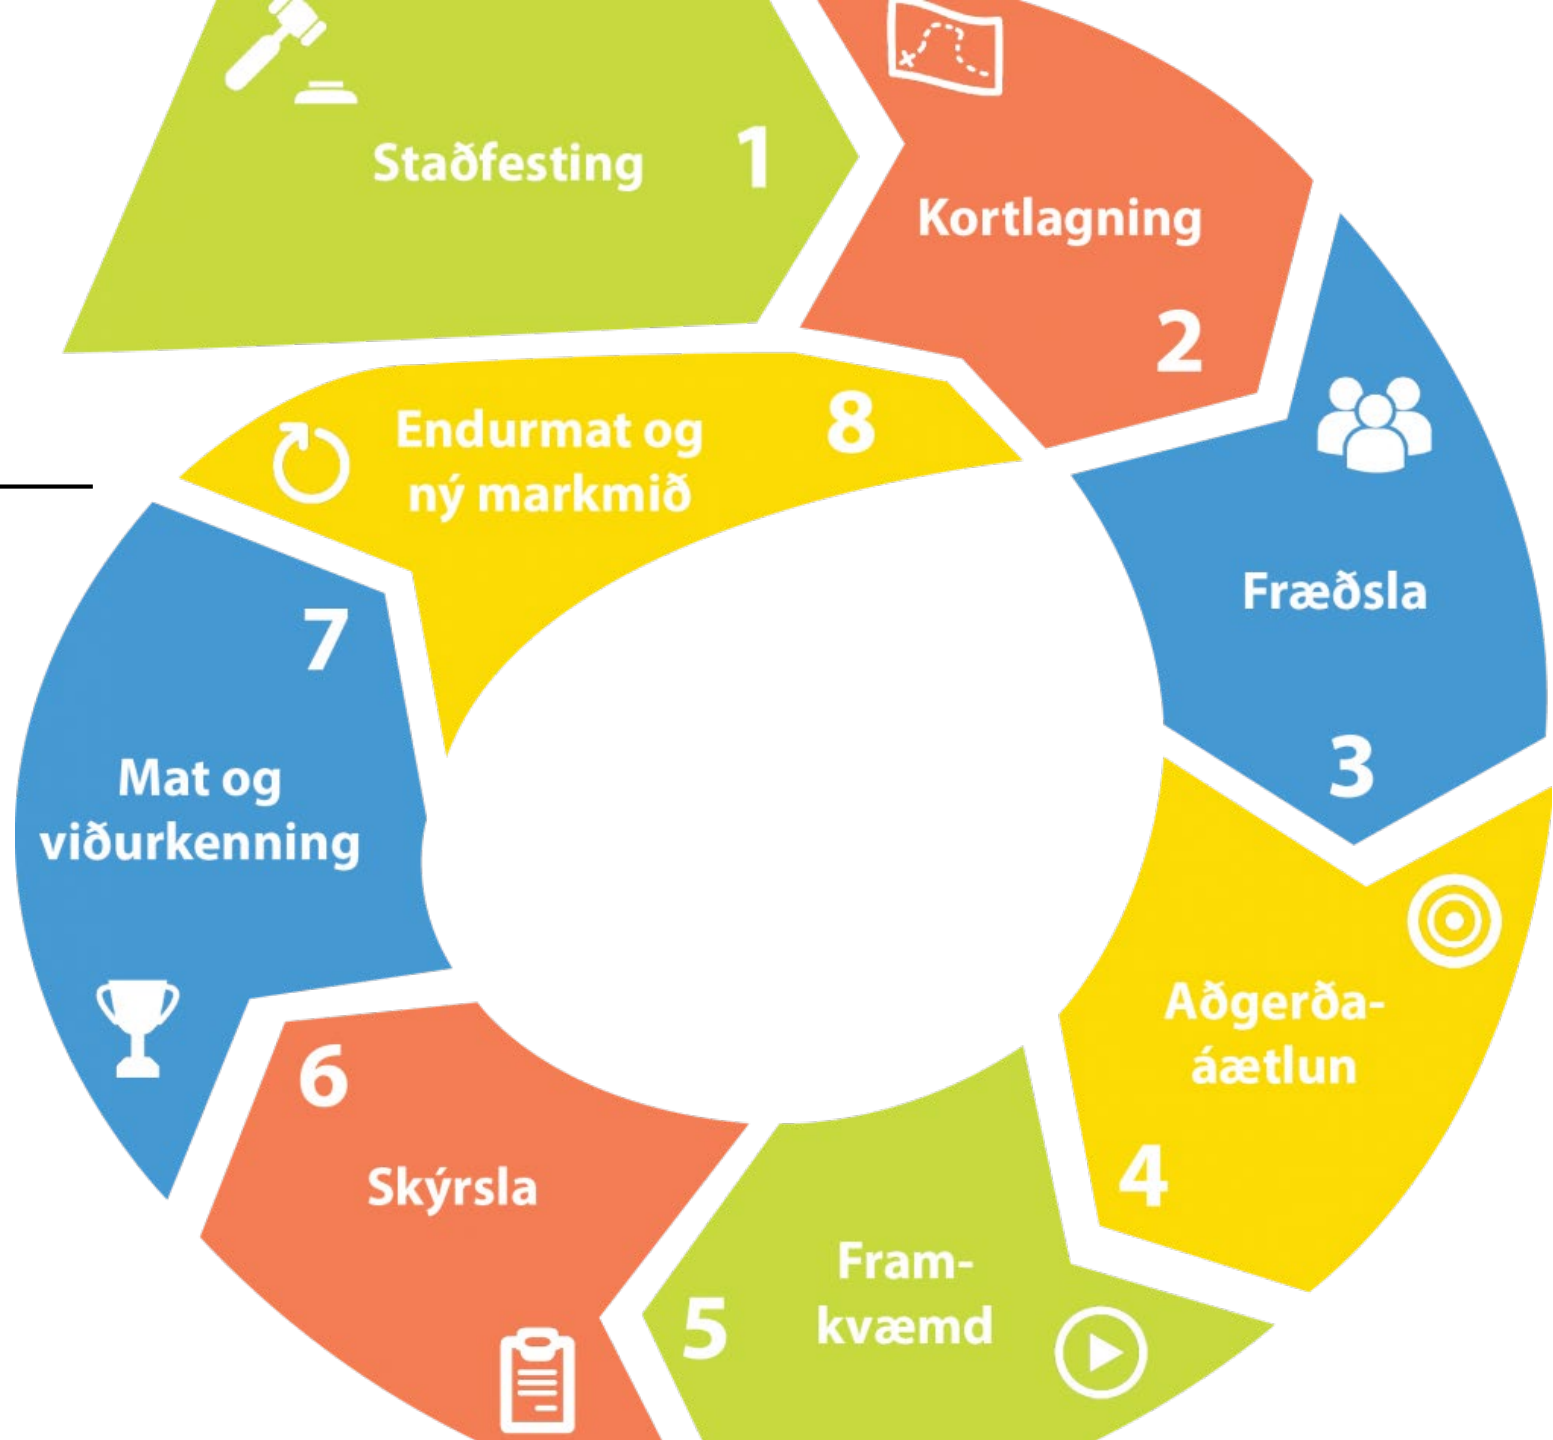 Staðfesting
1
Kortlagning
2
Fræðsla
3
Aðgerða-
áætlun
4
Fram-
kvæmd
5
Skýrsla
6
Mat og
viðurkenning
7
Endurmat og
ný markmið
8